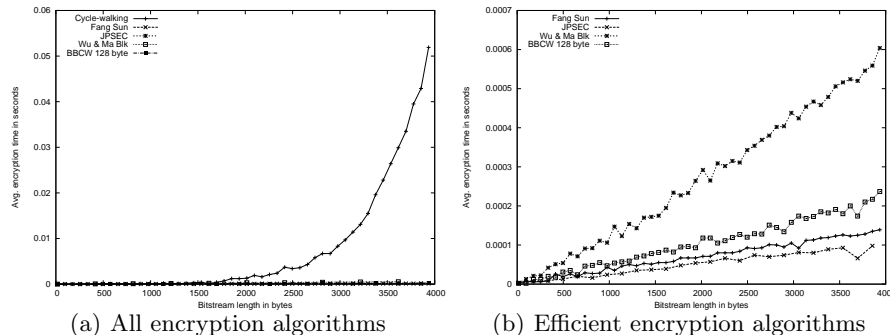 Cycle-walking
Fang Sun
JPSEC
Wu & Ma Blk
BBCW 128 byte
Avg. encryption time in seconds
0.06
0.05
0.04
0.03
0.02
0.01
0
0 500 1000 1500 2000 2500 3000 3500 4000
Bitstream length in bytes
(a) All encryption algorithms
Fang Sun
JPSEC
Wu & Ma Blk
BBCW 128 byte
Avg. encryption time in seconds
0.0007
0.0006
0.0005
0.0004
0.0003
0.0002
0.0001
0
0 500 1000 1500 2000 2500 3000 3500 4000
Bitstream length in bytes
(b) Efficient encryption algorithms